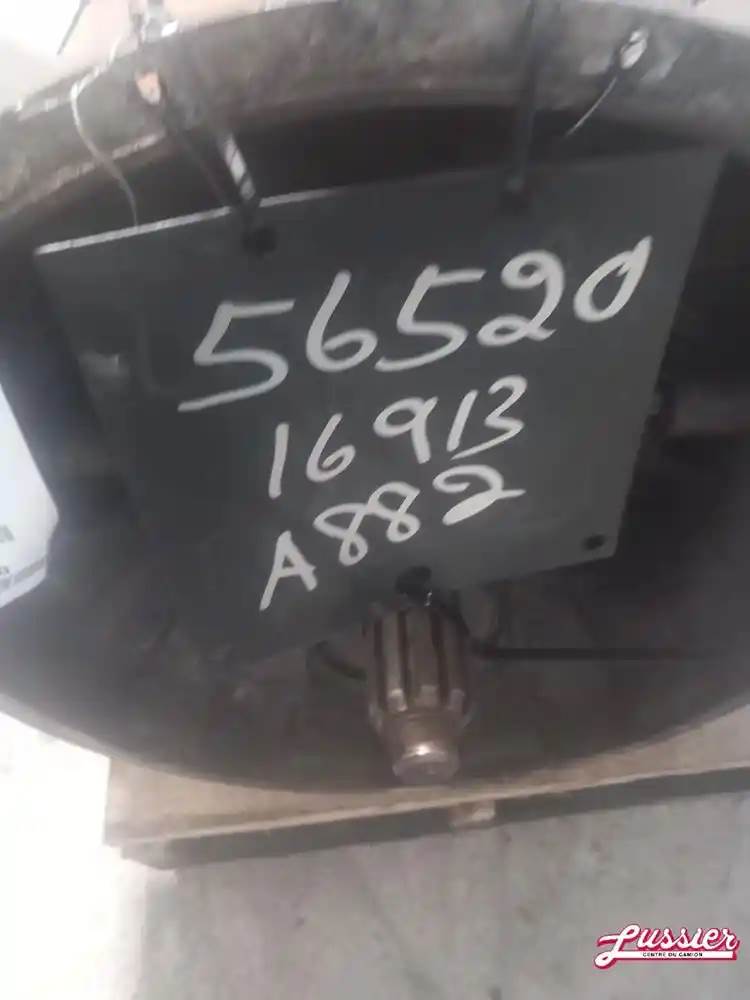 56520
16913
A882
Lussier
CENTRE DU CAMION